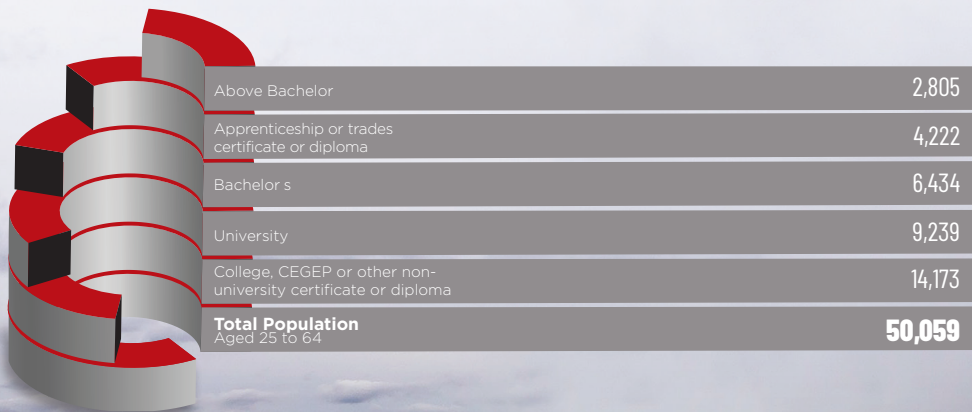 Above Bachelor 2,805
Apprenticeship or trades
certificate or diploma 4,222
Bachelor s 6,434
University 9,239
College, CEGEP or other non-
university certificate or diploma 14,173
Total Population
Aged 25 to 64 50,059